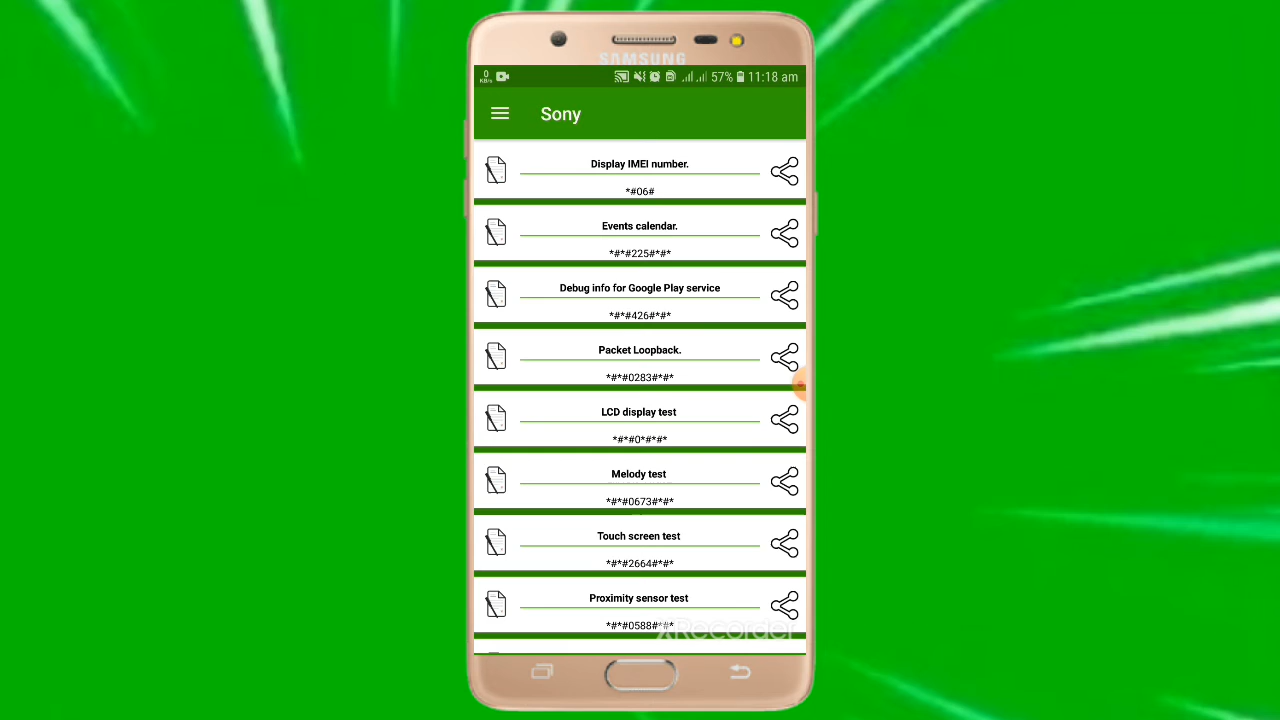 SAMSUNG
0
KB/s
57%
11:18 am
Sony
Display IMEI number.
*#06#
Events calendar.
*#*#225#*#*
Debug info for Google Play service
*#*#426#*#*
Packet Loopback.
*#*#0283#*#*
LCD display test
*#*#0*#*#*
Melody test
*#*#0673#*#*
Touch screen test
*#*#2664#*#*
Proximity sensor test
*#*#0588#*#*
XRecorder